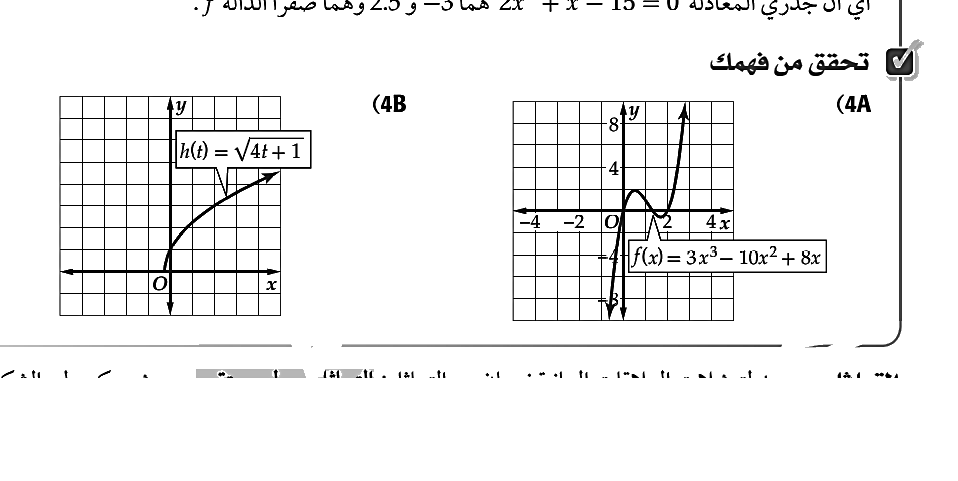 أي أن جذري المعادلة 2x² + x − 15 = 0 هما 3− و 2.5 وهما صفرا الدالة f.
تحقق من فهمك
(4A
y
8
4
−4 −2 O 2 4 x
f(x) = 3x³ − 10x² + 8x
−4
−8
(4B
y
h(t) = √4t + 1
O x